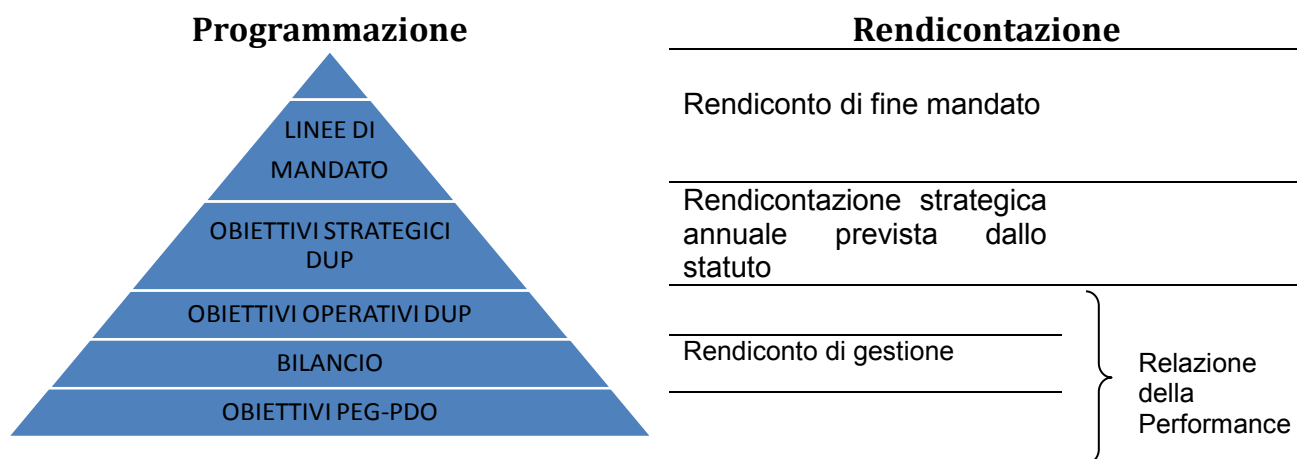 Programmazione
LINEE DI
MANDATO
OBIETTIVI STRATEGICI
DUP
OBIETTIVI OPERATIVI DUP
BILANCIO
OBIETTIVI PEG-PDO
Rendicontazione
Rendiconto di fine mandato
Rendicontazione strategica
annuale prevista dallo
statuto
Rendiconto di gestione
Relazione
della
Performance